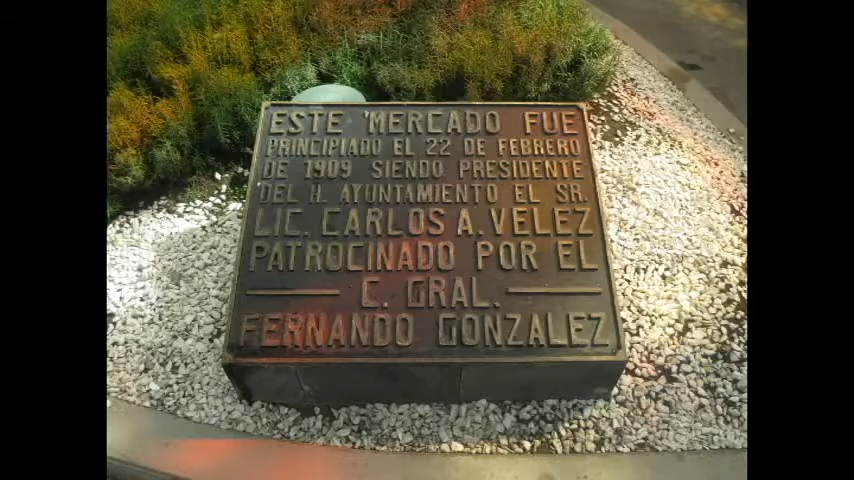 ESTE MERCADO FUE
PRINCIPIADO EL 22 DE FEBRERO
DE 1909 SIENDO PRESIDENTE
DEL H. AYUNTAMIENTO EL SR.
LIC. CARLOS A. VELEZ
PATROCINADO POR EL
C. GRAL.
FERNANDO GONZALEZ